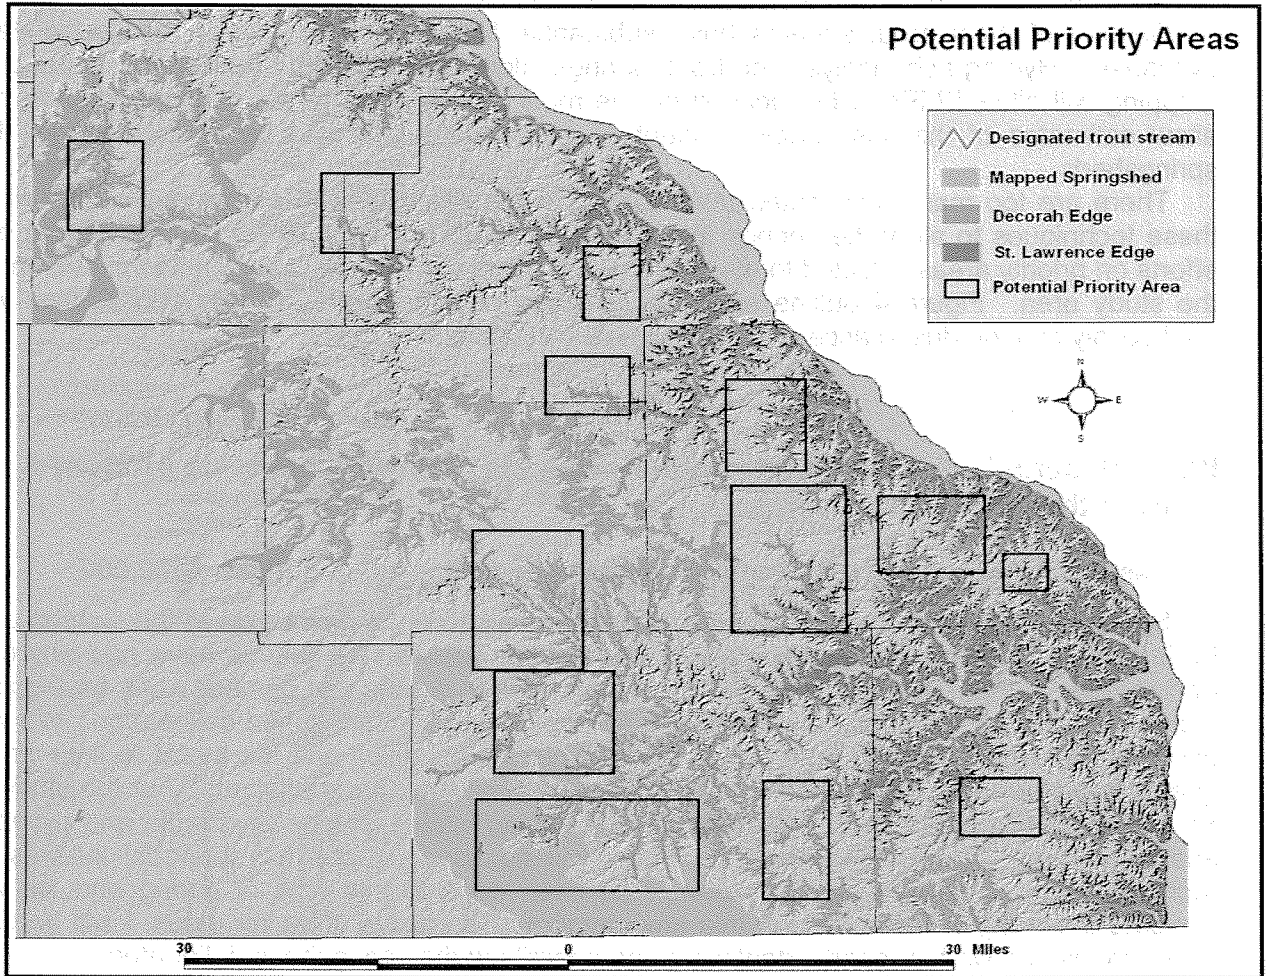 Potential Priority Areas
Designated trout stream
Mapped Springshed
Decorah Edge
St. Lawrence Edge
Potential Priority Area
N
W E
S
30 0 30 Miles